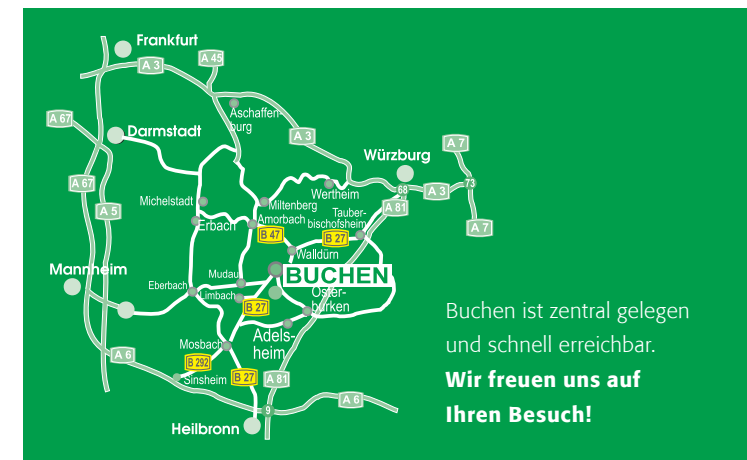 Frankfurt
A 45
A 3
Aschaffen-
burg
A 67
Darmstadt
A 3
A 7
Würzburg
A 67
68
A 3
73
Michelstadt
Miltenberg
Wertheim
A 5
A 81
Erbach
Amorbach
Tauber-
bischofsheim
A 7
B 47
B 27
Walldürn
Mannheim
Mudau
BUCHEN
Eberbach
Limbach
Oster-
burken
B 27
Adels-
heim
Mosbach
A 6
B 292
Sinsheim
B 27
A 81
A 6
9
Heilbronn
Buchen ist zentral gelegen
und schnell erreichbar.
Wir freuen uns auf
Ihren Besuch!